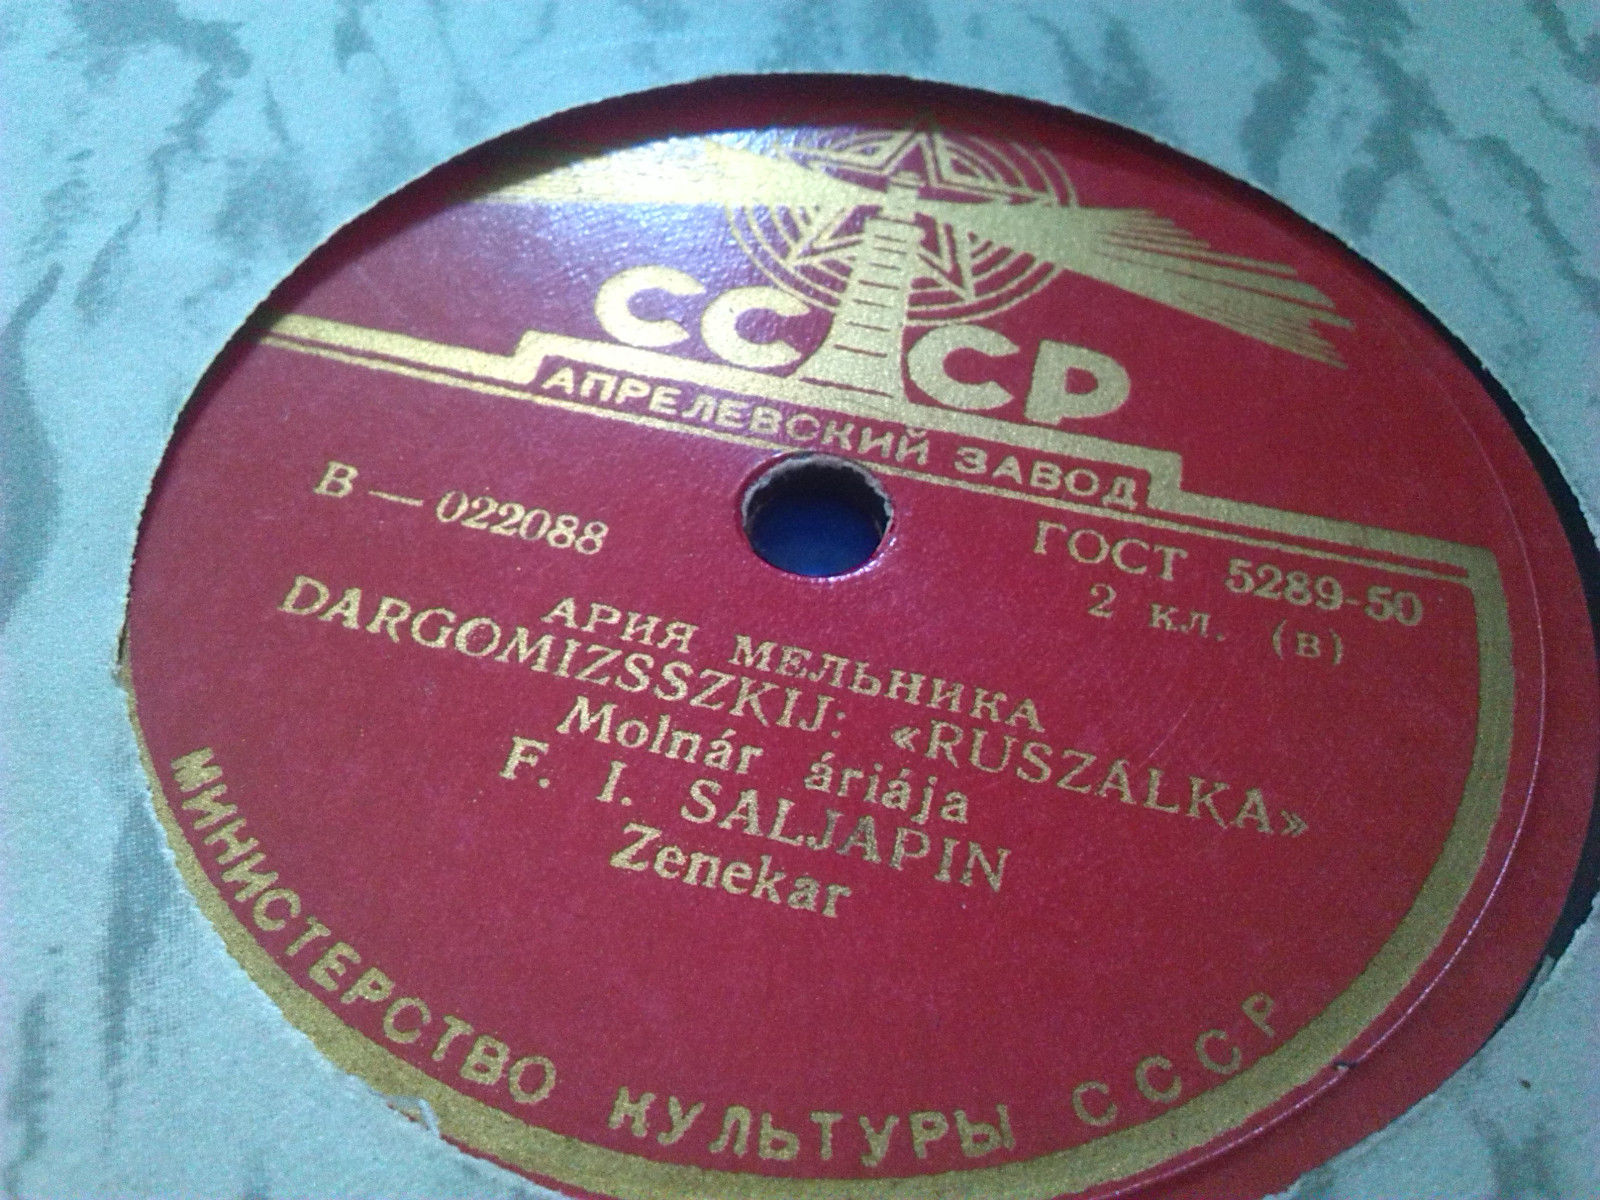 СССР
АПРЕЛЕВСКИЙ ЗАВОД
В — 022088
ГОСТ 5289-50
2 кл. (в)
АРИЯ МЕЛЬНИКА
DARGOMIZSSZKIJ: «RUSZALKA»
Molnár áriája
F. I. SALJAPIN
Zenekar
МИНИСТЕРСТВО КУЛЬТУРЫ СССР